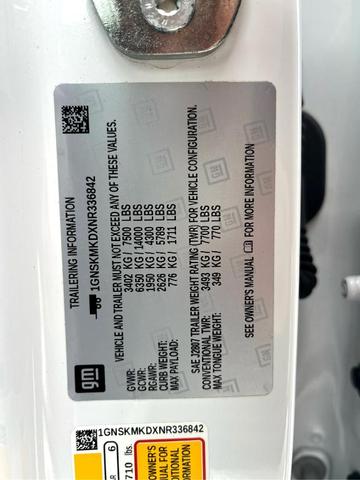 TRAILERING INFORMATION
1GNSKMKDXNR336842
VEHICLE AND TRAILER MUST NOT EXCEED ANY OF THESE VALUES.
GVWR: 3402 KG / 7500 LBS
GCWR: 6350 KG / 14000 LBS
RGAWR: 1950 KG / 4300 LBS
CURB WEIGHT: 2626 KG / 5789 LBS
MAX PAYLOAD: 776 KG / 1711 LBS
SAE J2807 TRAILER WEIGHT RATING (TWR) FOR VEHICLE CONFIGURATION.
CONVENTIONAL TWR: 3493 KG / 7700 LBS
MAX TONGUE WEIGHT: 349 KG / 770 LBS
SEE OWNER'S MANUAL FOR MORE INFORMATION
gm
1GNSKMKDXNR336842
6
710 lbs.
OWNER'S
MANUAL FOR